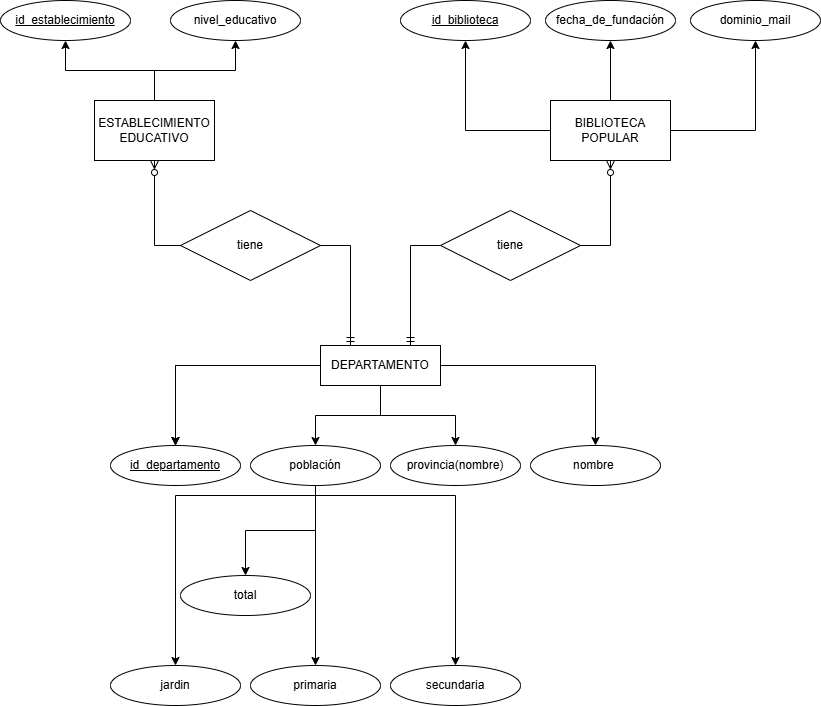 id_establecimiento
nivel_educativo
id_biblioteca
fecha_de_fundación
dominio_mail
ESTABLECIMIENTO
EDUCATIVO
BIBLIOTECA
POPULAR
tiene
tiene
DEPARTAMENTO
id_departamento
población
provincia(nombre)
nombre
total
jardin
primaria
secundaria